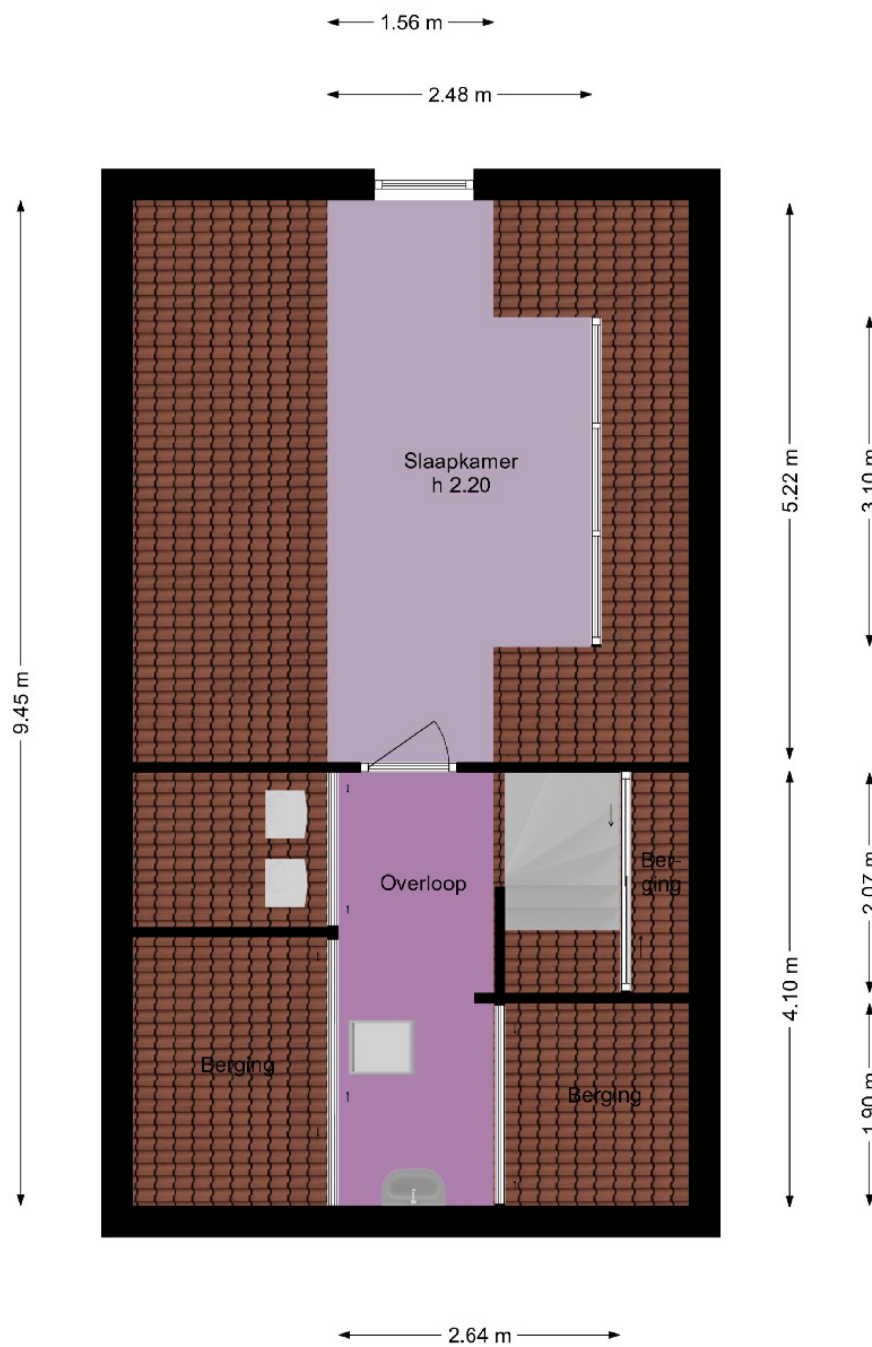 1.56 m
2.48 m
Slaapkamer
h 2.20
5.22 m
3.10 m
9.45 m
Overloop
Ber-
ging
2.07 m
4.10 m
Berging
Berging
1.90 m
2.64 m